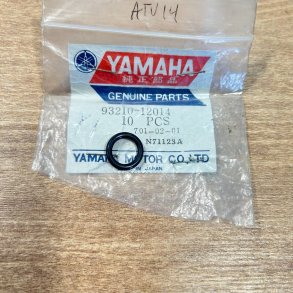 ATV14
YAMAHA
純正部品
GENUINE PARTS
93210-12014
10 PCS
701-02-01
N71123A
YAMAHA MOTOR CO.,LTD
IN JAPAN